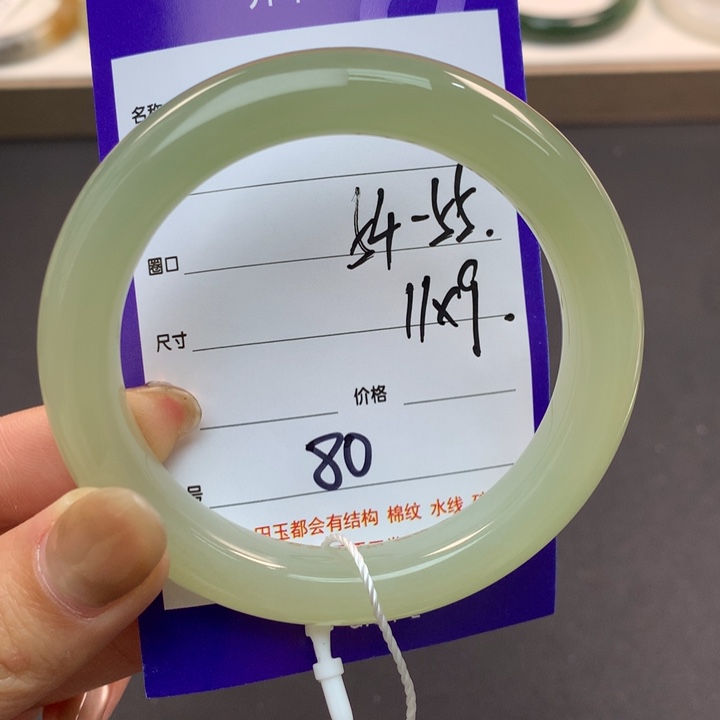 名称
圈口 54-55.
尺寸 11x9.
价格
号 80
田玉都会有结构 棉纹 水线